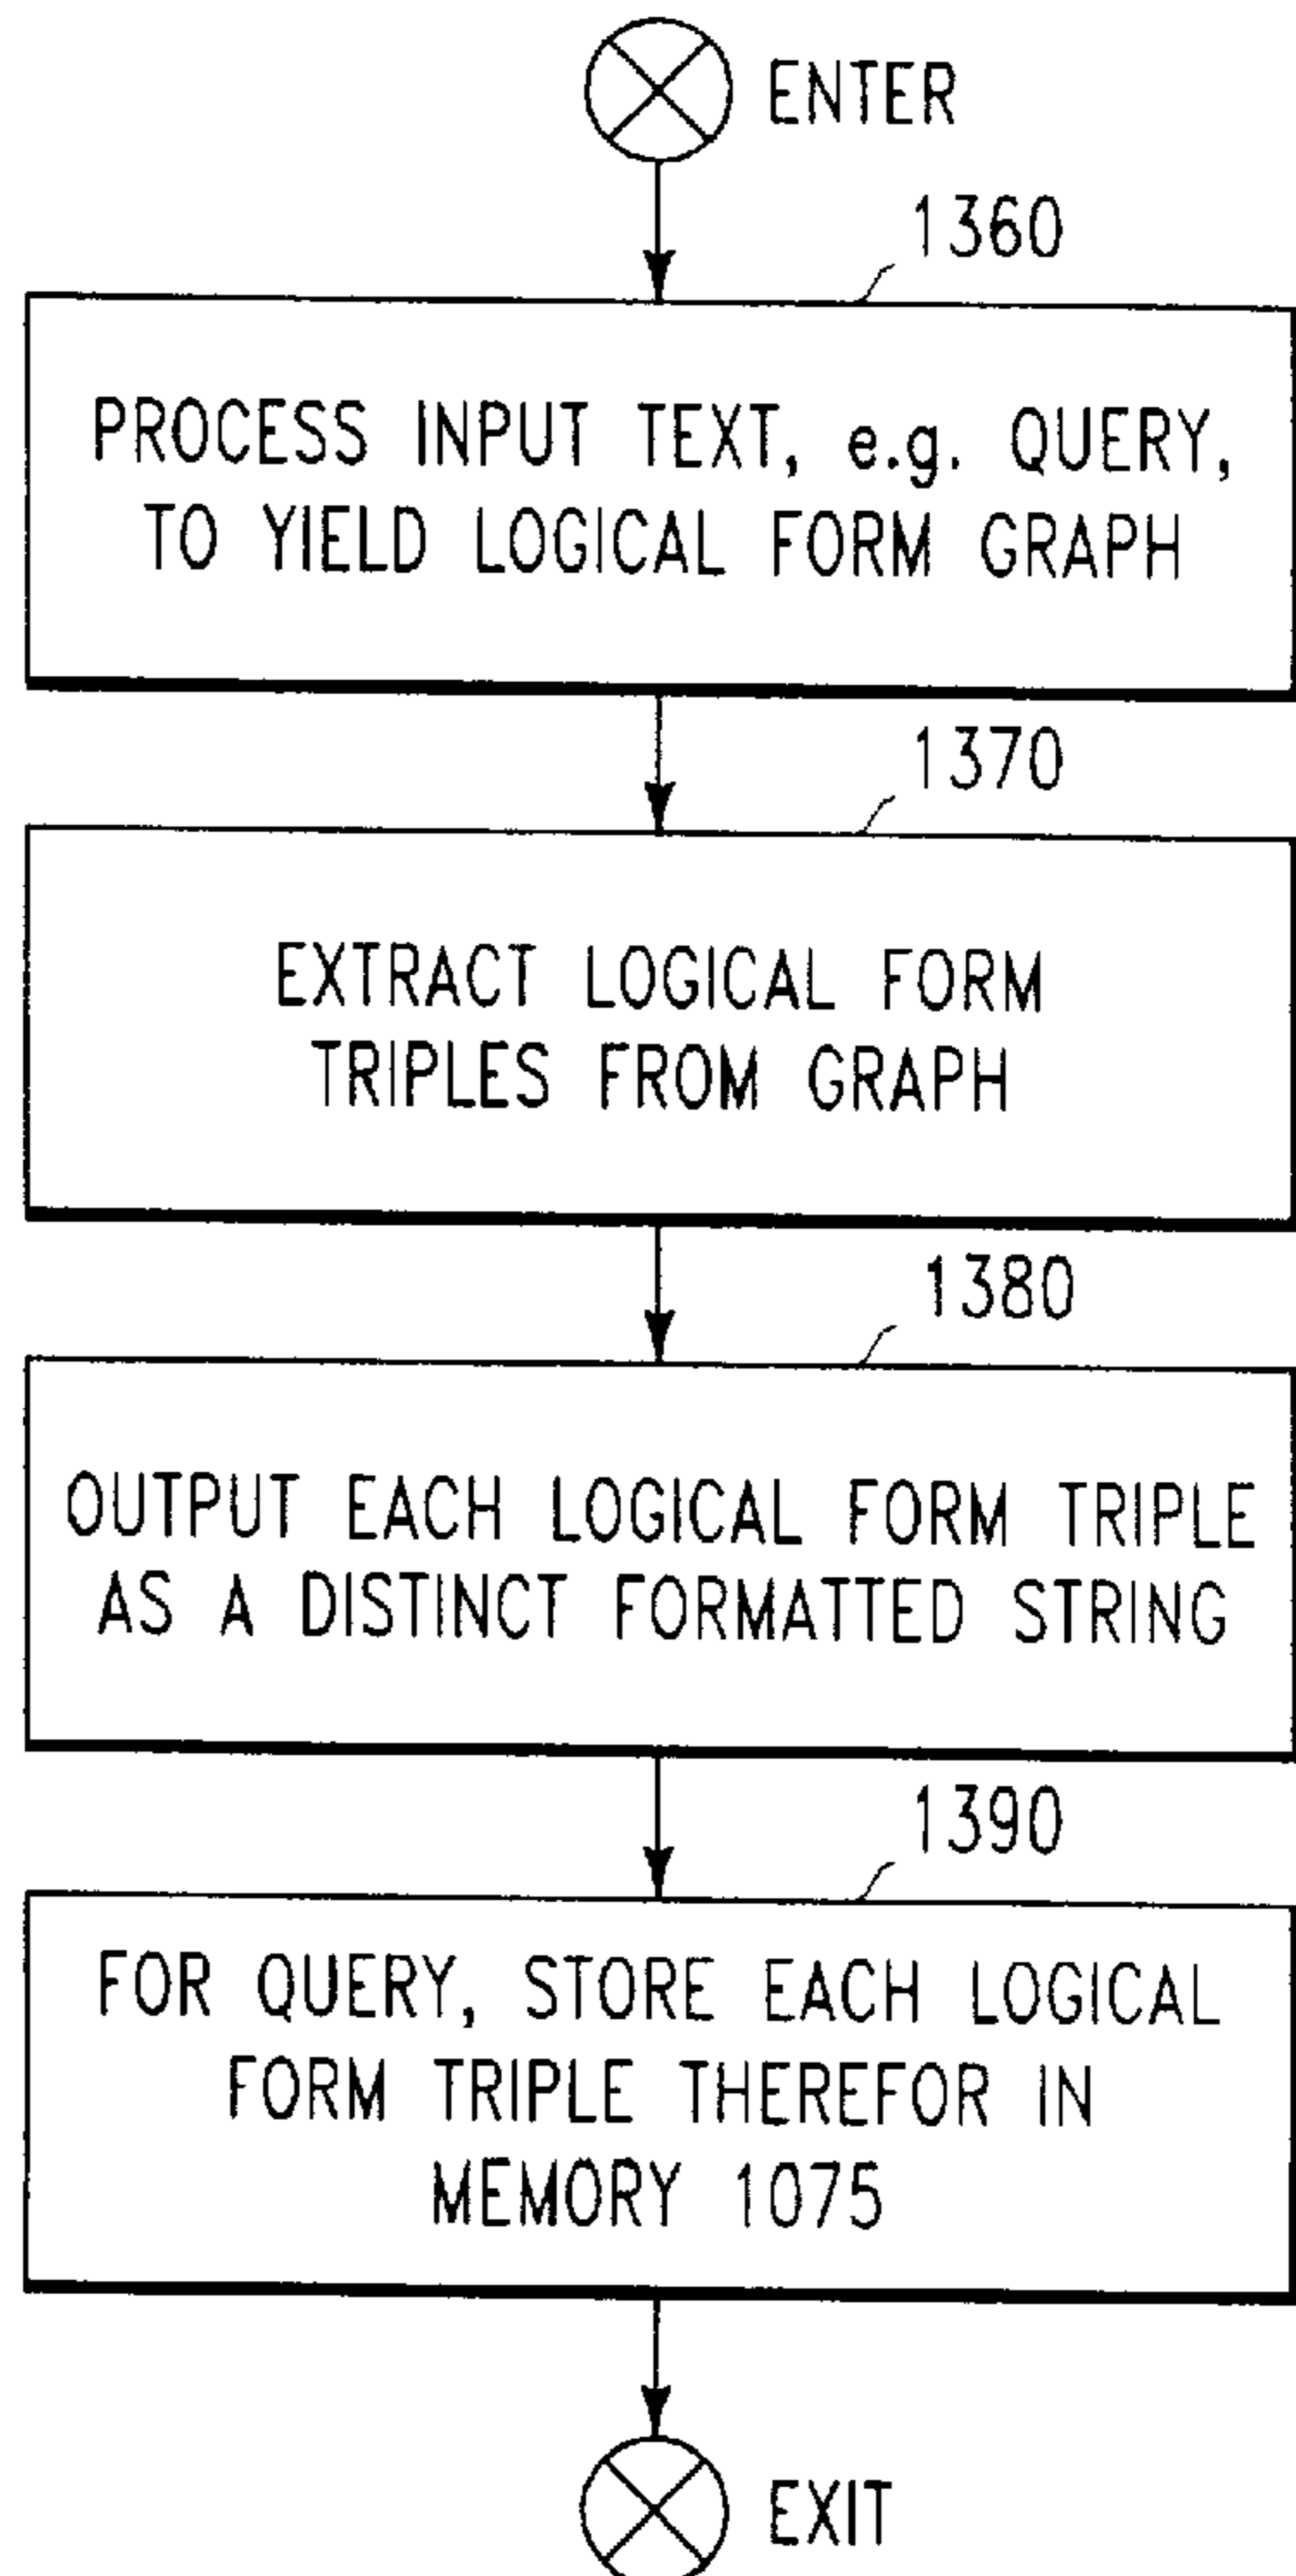 ENTER
1360
PROCESS INPUT TEXT, e.g. QUERY,
TO YIELD LOGICAL FORM GRAPH
1370
EXTRACT LOGICAL FORM
TRIPLES FROM GRAPH
1380
OUTPUT EACH LOGICAL FORM TRIPLE
AS A DISTINCT FORMATTED STRING
1390
FOR QUERY, STORE EACH LOGICAL
FORM TRIPLE THEREFOR IN
MEMORY 1075
EXIT